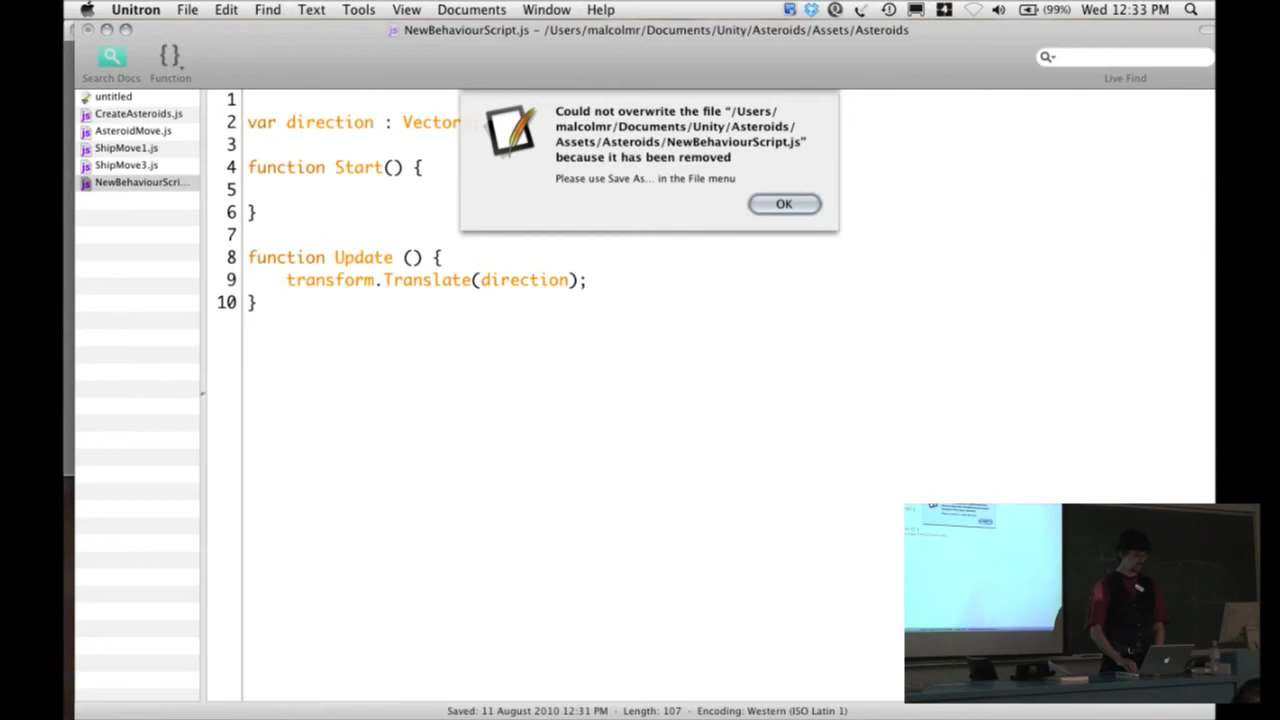 Unitron File Edit Find Text Tools View Documents Window Help (99%) Wed 12:33 PM
NewBehaviourScript.js – /Users/malcolmr/Documents/Unity/Asteroids/Assets/Asteroids
{}
Search Docs Function Live Find
untitled
CreateAsteroids.js
AsteroidMove.js
ShipMove1.js
ShipMove3.js
NewBehaviourScri...
1
2 var direction : Vector
3
4 function Start() {
5
6 }
7
8 function Update () {
9 transform.Translate(direction);
10 }
Could not overwrite the file “/Users/
malcolmr/Documents/Unity/Asteroids/
Assets/Asteroids/NewBehaviourScript.js”
because it has been removed
Please use Save As... in the File menu
OK
Saved: 11 August 2010 12:31 PM - Length: 107 - Encoding: Western (ISO Latin 1)